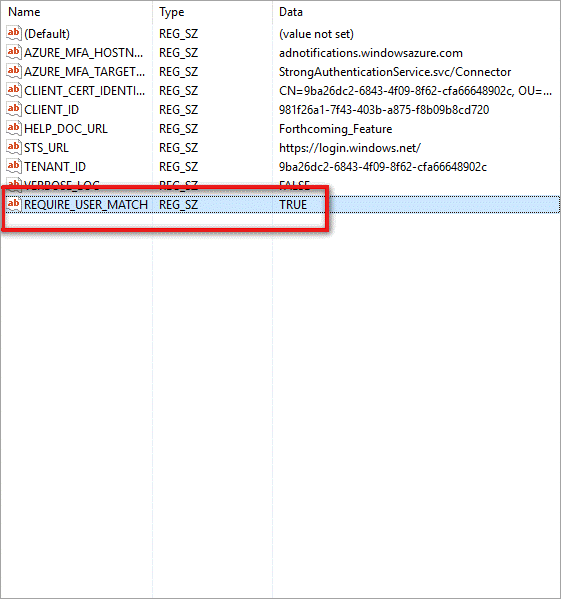 Name Type Data
(Default) REG_SZ (value not set)
AZURE_MFA_HOSTN... REG_SZ adnotifications.windowsazure.com
AZURE_MFA_TARGET... REG_SZ StrongAuthenticationService.svc/Connector
CLIENT_CERT_IDENTI... REG_SZ CN=9ba26dc2-6843-4f09-8f62-cfa66648902c, OU=...
CLIENT_ID REG_SZ 981f26a1-7f43-403b-a875-f8b09b8cd720
HELP_DOC_URL REG_SZ Forthcoming_Feature
STS_URL REG_SZ https://login.windows.net/
TENANT_ID REG_SZ 9ba26dc2-6843-4f09-8f62-cfa66648902c
VERBOSE_LOG REG_SZ FALSE
REQUIRE_USER_MATCH REG_SZ TRUE